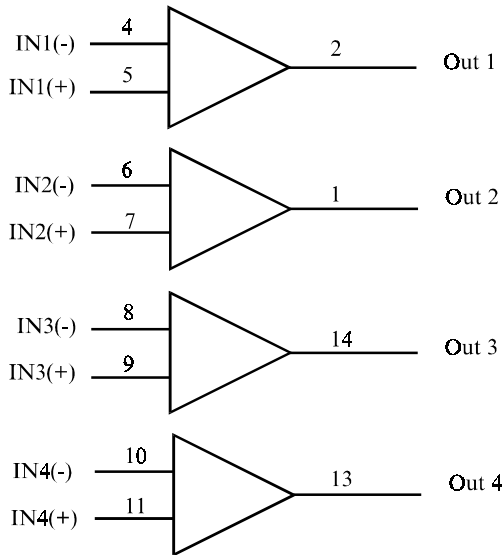 IN1(-) 4
IN1(+) 5
2 Out 1
IN2(-) 6
IN2(+) 7
1 Out 2
IN3(-) 8
IN3(+) 9
14 Out 3
IN4(-) 10
IN4(+) 11
13 Out 4